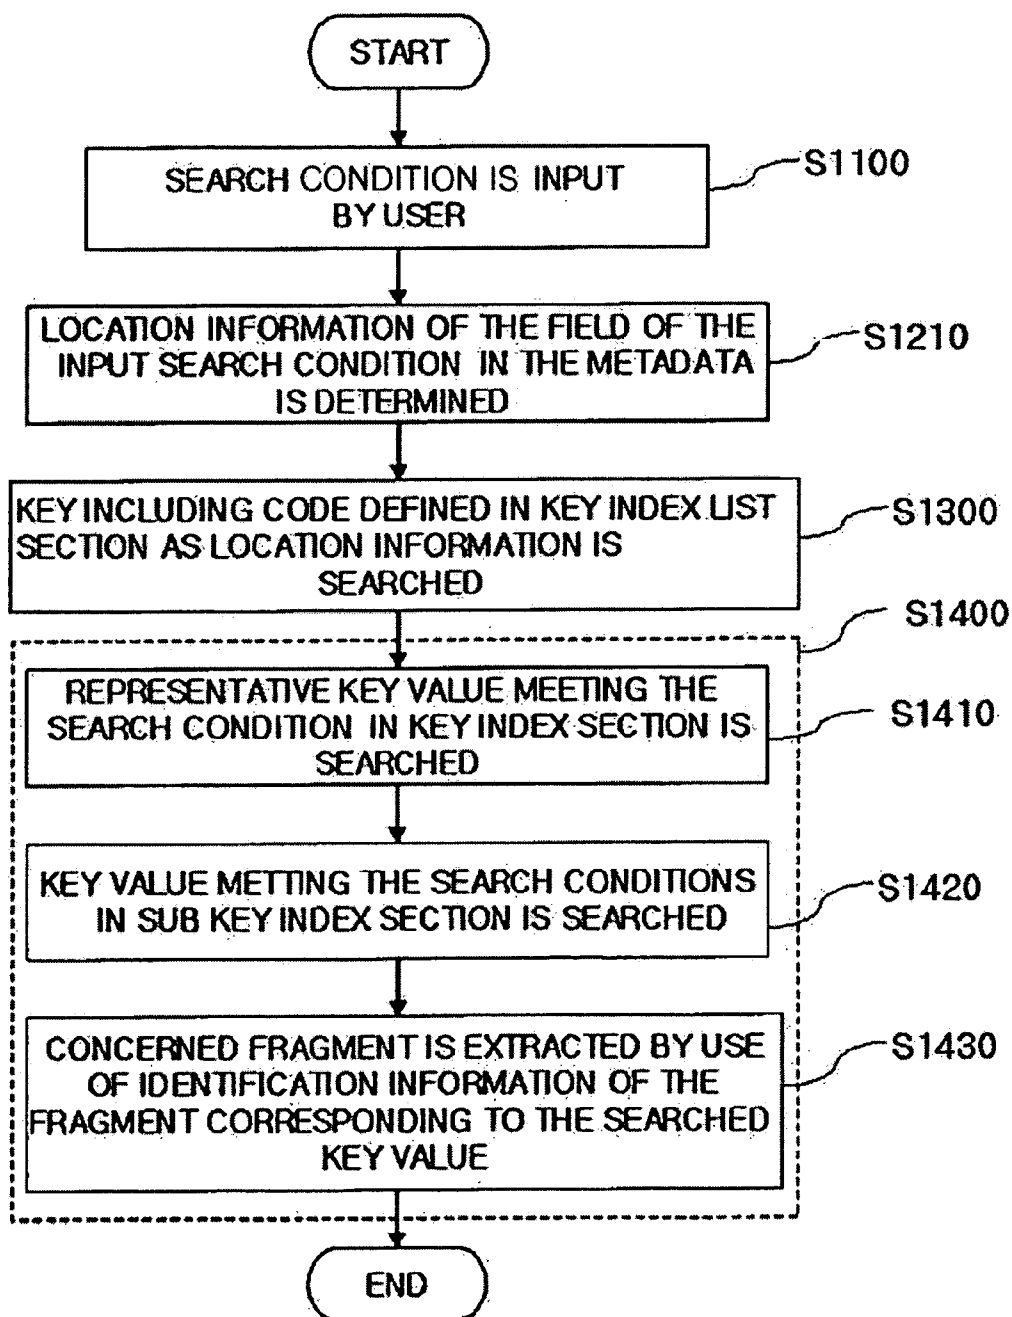 START
SEARCH CONDITION IS INPUT
BY USER
S1100
LOCATION INFORMATION OF THE FIELD OF THE
INPUT SEARCH CONDITION IN THE METADATA
IS DETERMINED
S1210
KEY INCLUDING CODE DEFINED IN KEY INDEX LIST
SECTION AS LOCATION INFORMATION IS
SEARCHED
S1300
S1400
REPRESENTATIVE KEY VALUE MEETING THE
SEARCH CONDITION IN KEY INDEX SECTION IS
SEARCHED
S1410
KEY VALUE METTING THE SEARCH CONDITIONS
IN SUB KEY INDEX SECTION IS SEARCHED
S1420
CONCERNED FRAGMENT IS EXTRACTED BY USE
OF IDENTIFICATION INFORMATION OF THE
FRAGMENT CORRESPONDING TO THE SEARCHED
KEY VALUE
S1430
END